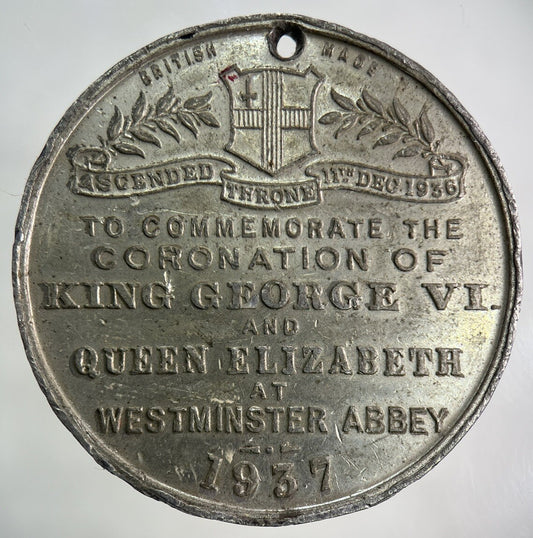 BRITISH MADE
ASCENDED THRONE 11TH DEC 1936
TO COMMEMORATE THE
CORONATION OF
KING GEORGE VI.
AND
QUEEN ELIZABETH
AT
WESTMINSTER ABBEY
1937